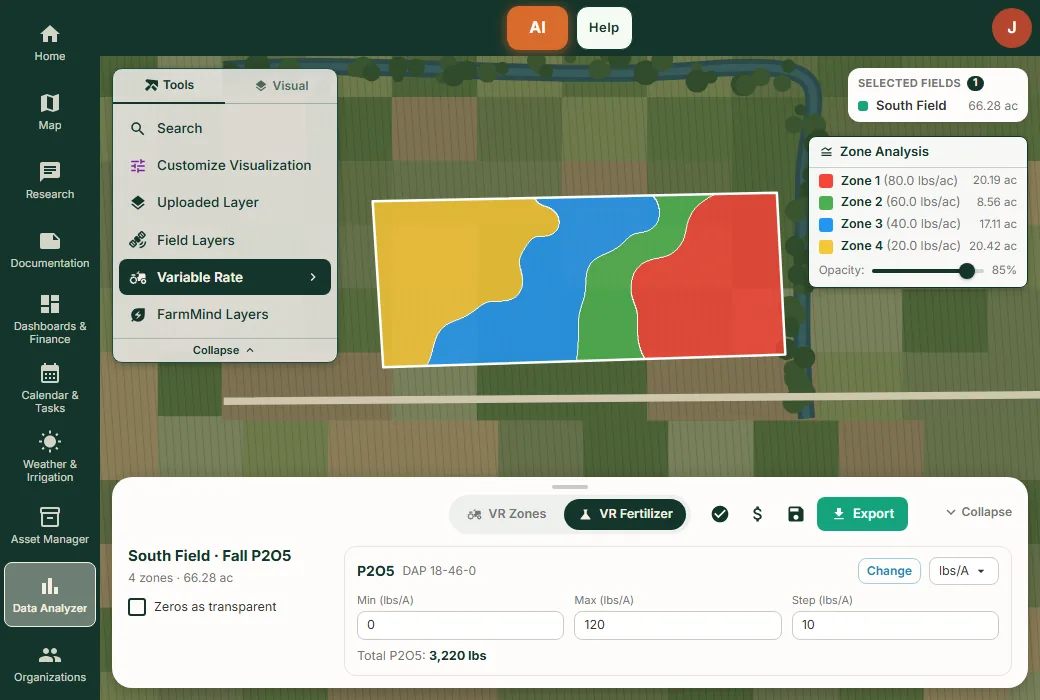 AI
Help
J
Home
Map
Research
Documentation
Dashboards &
Finance
Calendar &
Tasks
Weather &
Irrigation
Asset Manager
Data Analyzer
Organizations
Tools
Visual
Search
Customize Visualization
Uploaded Layer
Field Layers
Variable Rate
FarmMind Layers
Collapse
SELECTED FIELDS 1
South Field 66.28 ac
Zone Analysis
Zone 1 (80.0 lbs/ac) 20.19 ac
Zone 2 (60.0 lbs/ac) 8.56 ac
Zone 3 (40.0 lbs/ac) 17.11 ac
Zone 4 (20.0 lbs/ac) 20.42 ac
Opacity: 85%
VR Zones
VR Fertilizer
$
Export
Collapse
South Field · Fall P2O5
4 zones · 66.28 ac
Zeros as transparent
P2O5 DAP 18-46-0
Change
lbs/A
Min (lbs/A)
0
Max (lbs/A)
120
Step (lbs/A)
10
Total P2O5: 3,220 lbs